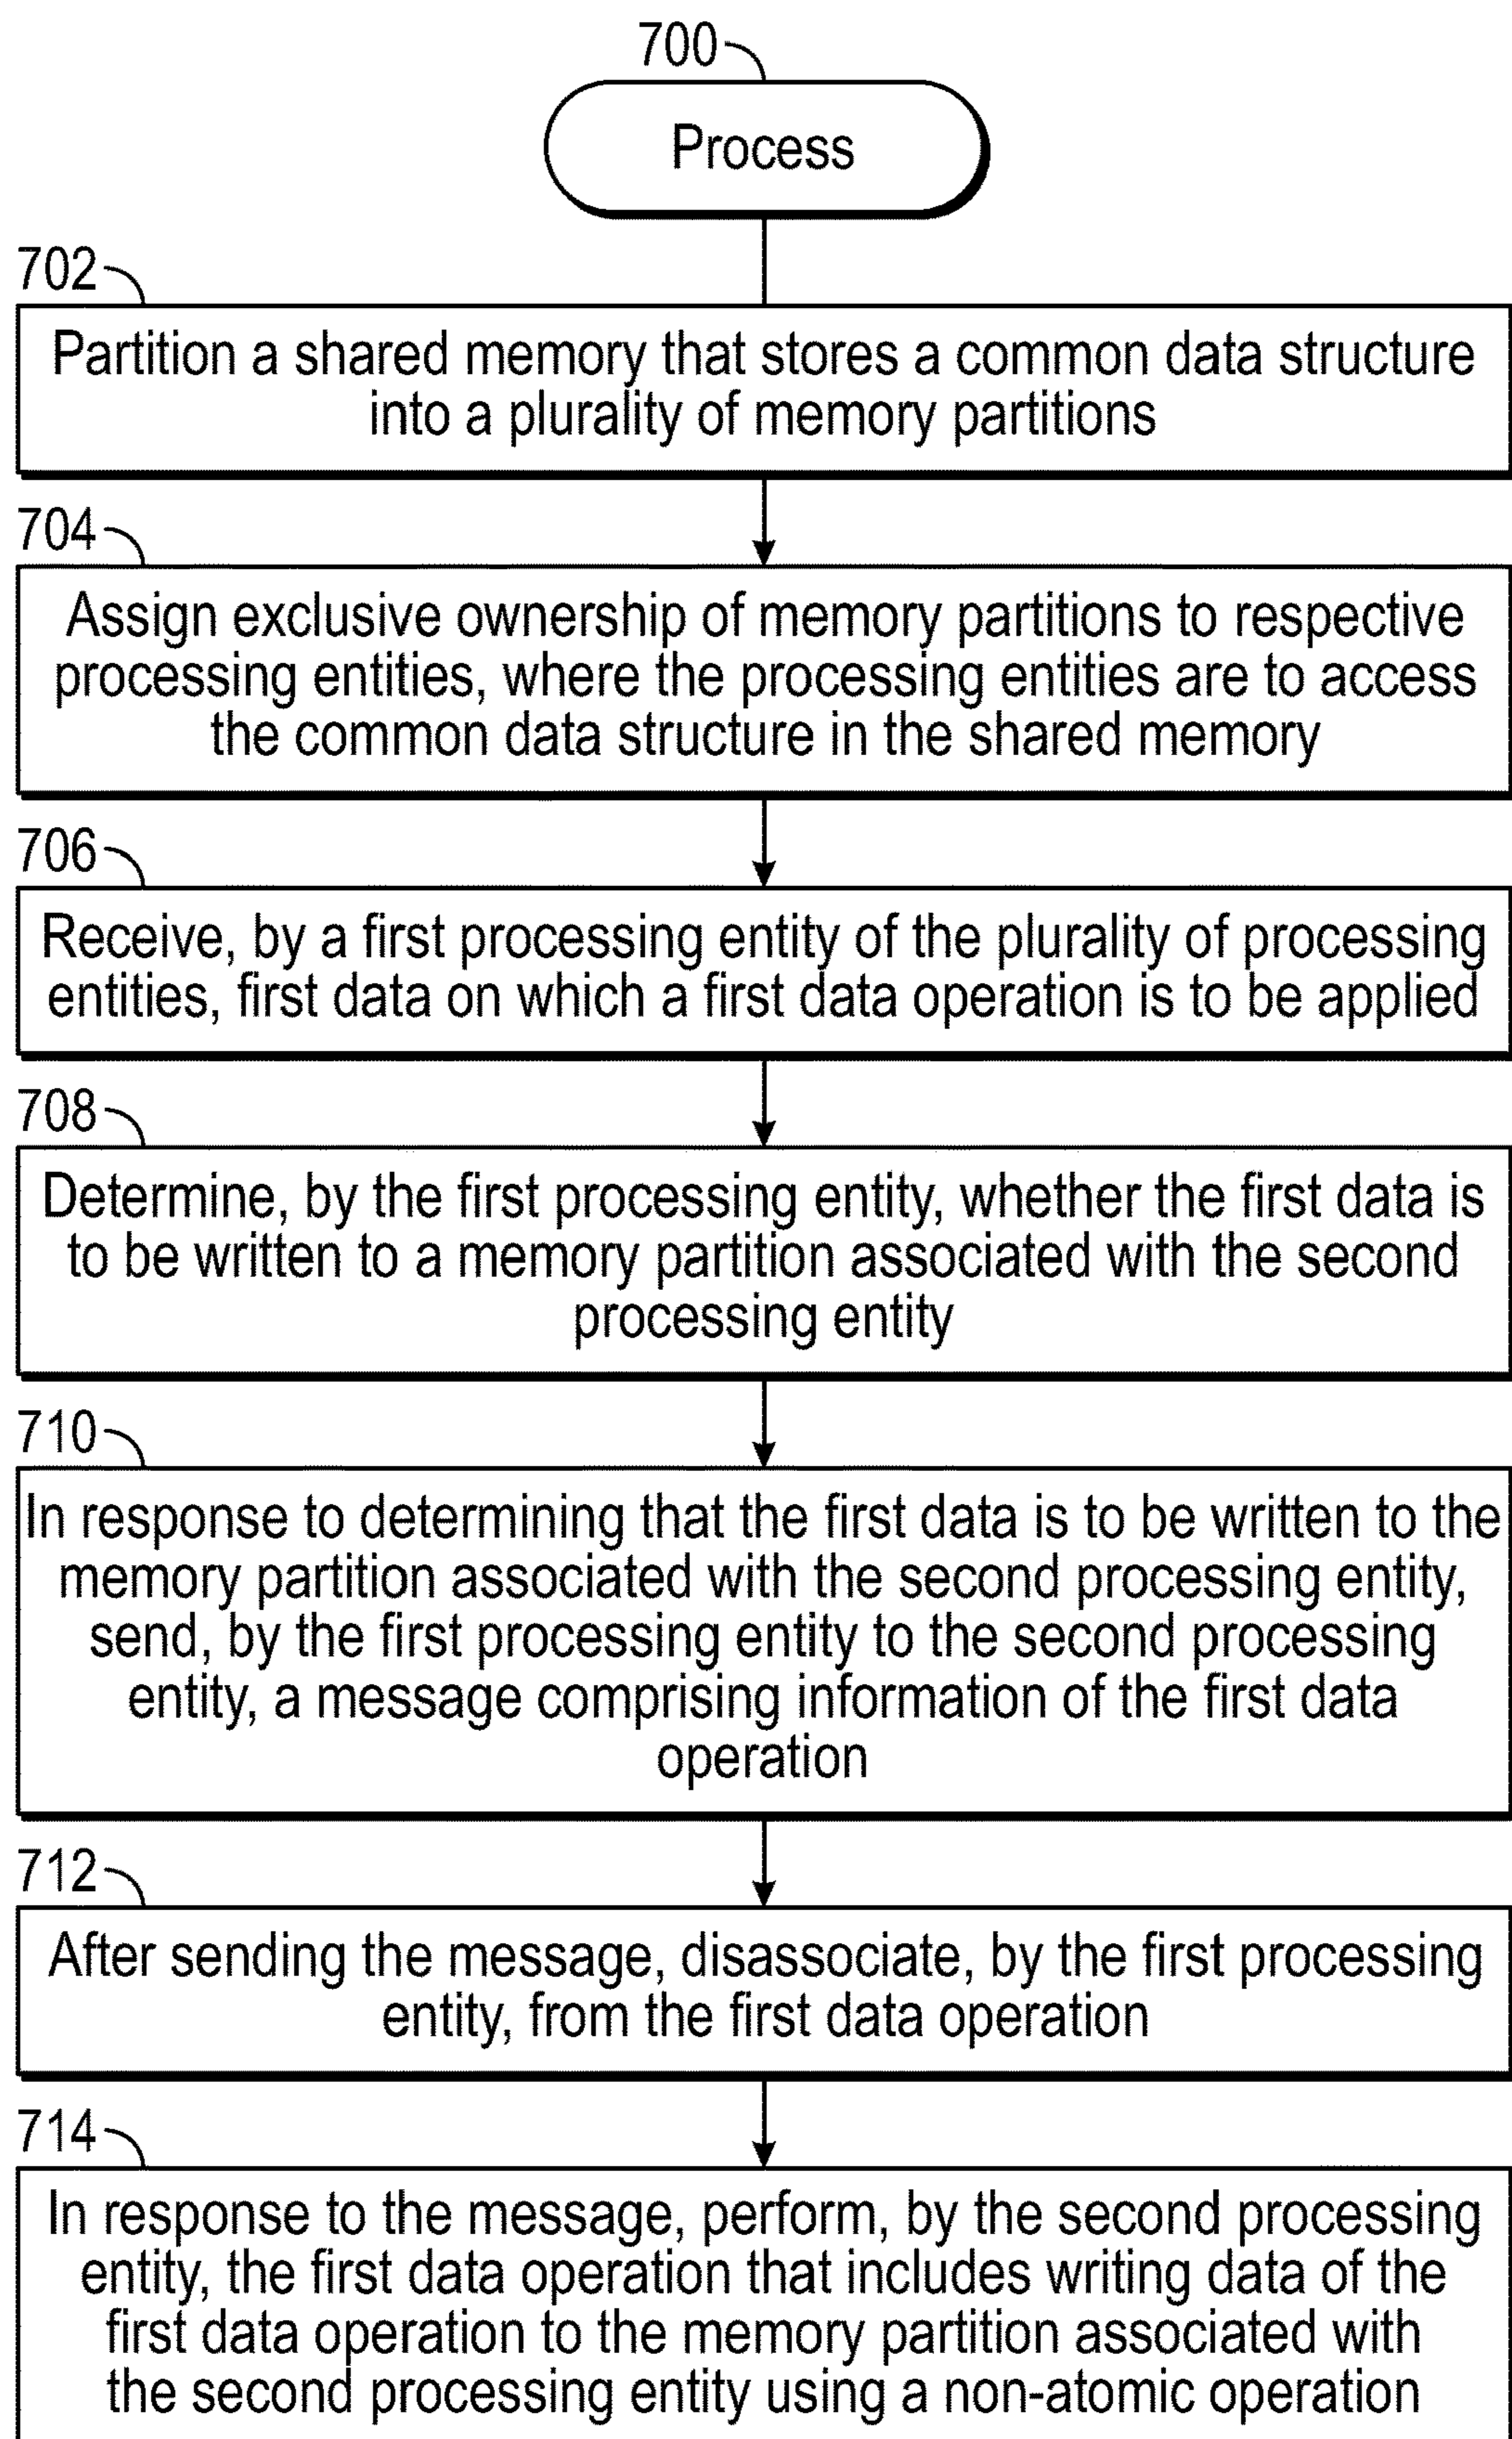 700
Process
702
Partition a shared memory that stores a common data structure
into a plurality of memory partitions
704
Assign exclusive ownership of memory partitions to respective
processing entities, where the processing entities are to access
the common data structure in the shared memory
706
Receive, by a first processing entity of the plurality of processing
entities, first data on which a first data operation is to be applied
708
Determine, by the first processing entity, whether the first data is
to be written to a memory partition associated with the second
processing entity
710
In response to determining that the first data is to be written to the
memory partition associated with the second processing entity,
send, by the first processing entity to the second processing
entity, a message comprising information of the first data
operation
712
After sending the message, disassociate, by the first processing
entity, from the first data operation
714
In response to the message, perform, by the second processing
entity, the first data operation that includes writing data of the
first data operation to the memory partition associated with
the second processing entity using a non-atomic operation